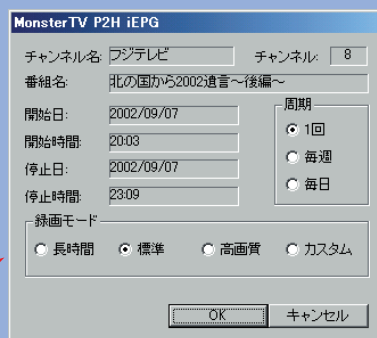 MonsterTV P2H iEPG
チャンネル名: フジテレビ チャンネル: 8
番組名: 北の国から2002遺言～後編～
開始日: 2002/09/07
開始時間: 20:03
停止日: 2002/09/07
停止時間: 23:09
周期
1回
毎週
毎日
録画モード
長時間 標準 高画質 カスタム
OK キャンセル